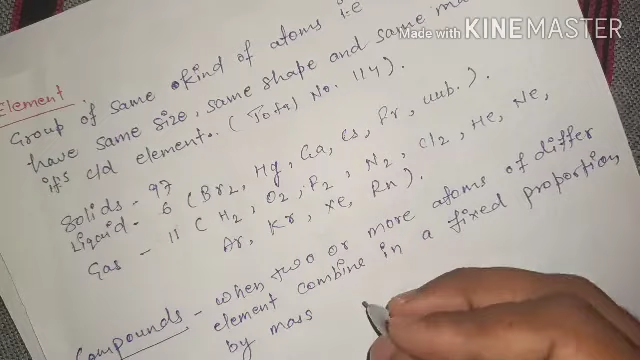 Made with KINEMASTER
Element
Group of same kind of atoms i.e
have same size, same shape and same
it's c/d element. (Total No. 114).
Solids - 97
Liquid - 6 (Br2, Hg, Ga, Cs, Fr, uub.).
Gas - 11 (H2, O2, F2, N2, Cl2, He, Ne,
Ar, Kr, Xe, Rn).
Compounds - when two or more atoms of differ
element combine in a fixed proportion,
by mass